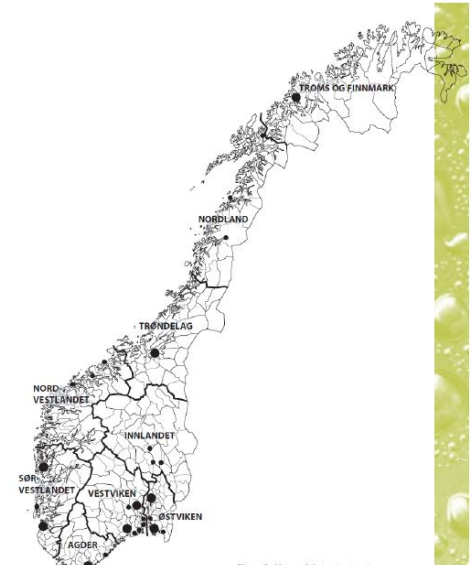 TROMS OG FINNMARK
NORDLAND
TRØNDELAG
NORD-
VESTLANDET
INNLANDET
SØR-
VESTLANDET
VESTVIKEN
ØSTVIKEN
AGDER